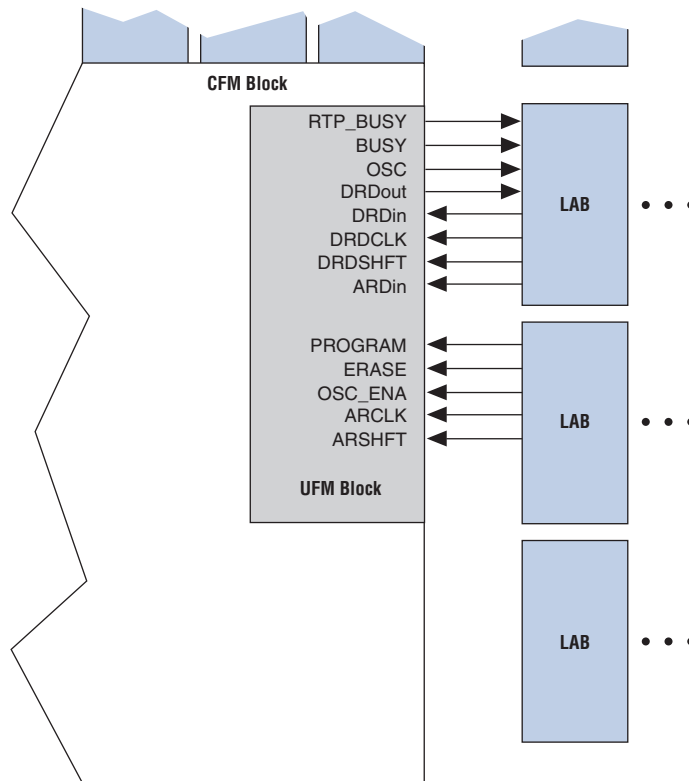 CFM Block
RTP_BUSY
BUSY
OSC
DRDout
DRDin
DRDCLK
DRDSHFT
ARDin
PROGRAM
ERASE
OSC_ENA
ARCLK
ARSHFT
UFM Block
LAB
LAB
LAB